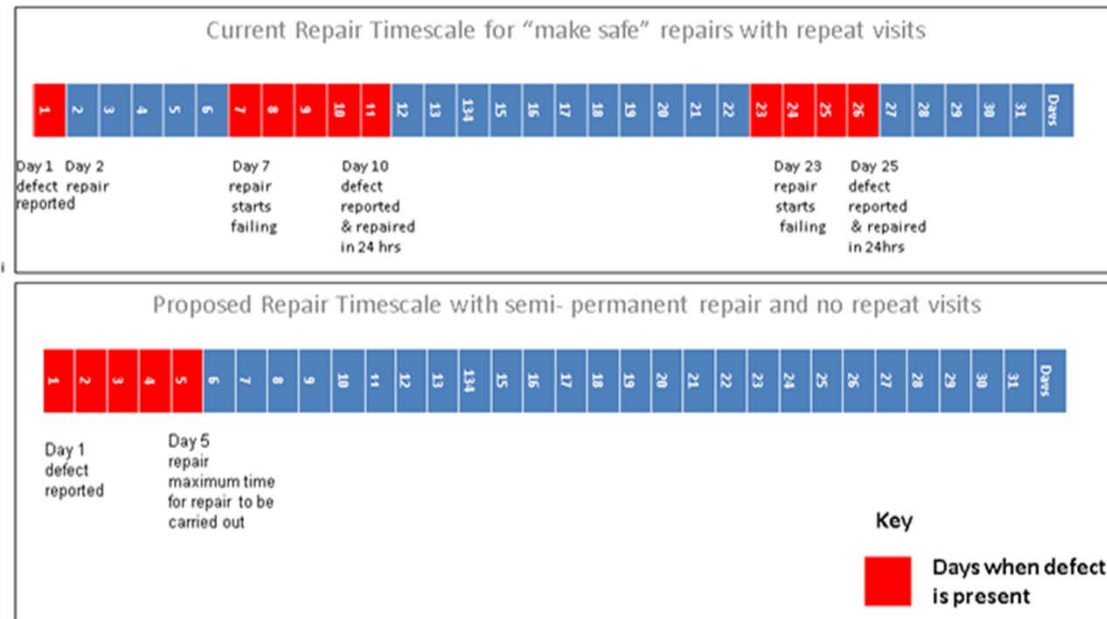 Current Repair Timescale for “make safe” repairs with repeat visits
1 2 3 4 5 6 7 8 9 10 11 12 13 134 15 16 17 18 19 20 21 22 23 24 25 26 27 28 29 30 31 Days
Day 1
defect
reported
Day 2
repair
Day 7
repair
starts
failing
Day 10
defect
reported
& repaired
in 24 hrs
Day 23
repair
starts
failing
Day 25
defect
reported
& repaired
in 24hrs
i
Proposed Repair Timescale with semi- permanent repair and no repeat visits
1 2 3 4 5 6 7 8 9 10 11 12 13 134 15 16 17 18 19 20 21 22 23 24 25 26 27 28 29 30 31 Days
Day 1
defect
reported
Day 5
repair
maximum time
for repair to be
carried out
Key
Days when defect
is present